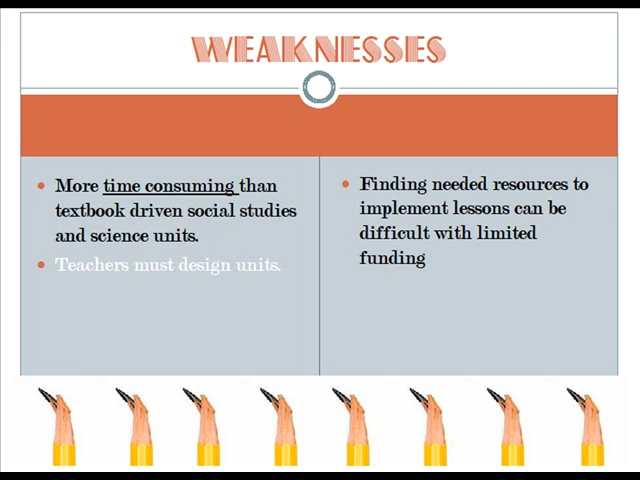 WEAKNESSES
More time consuming than
textbook driven social studies
and science units.
Teachers must design units.
Finding needed resources to
implement lessons can be
difficult with limited
funding